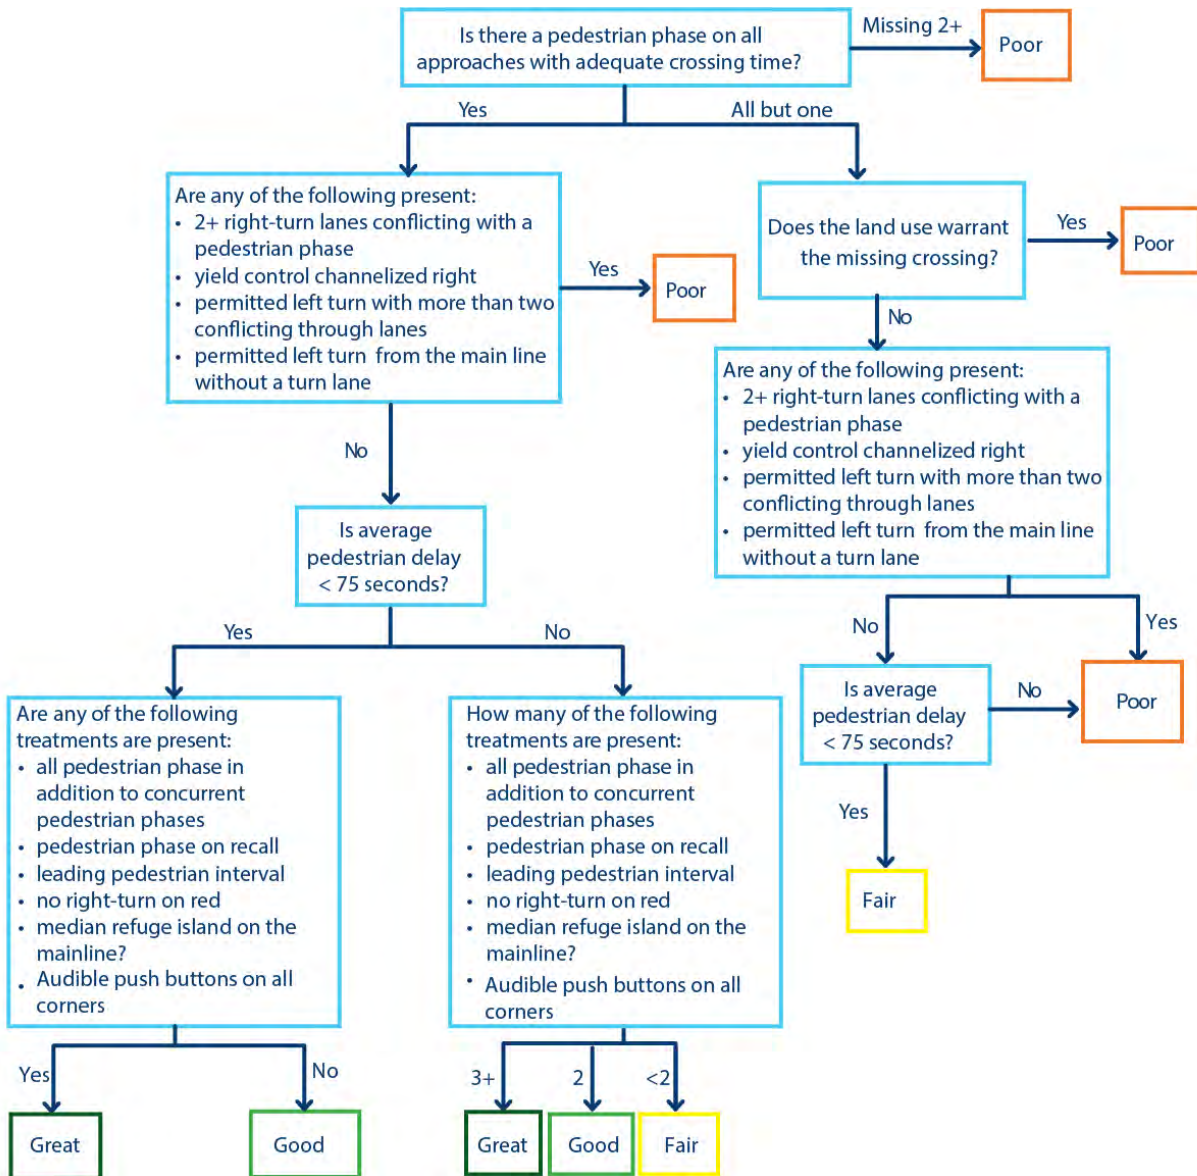 Is there a pedestrian phase on all
approaches with adequate crossing time?
Missing 2+
Poor
Yes
All but one
Are any of the following present:
• 2+ right-turn lanes conflicting with a
pedestrian phase
• yield control channelized right
• permitted left turn with more than two
conflicting through lanes
• permitted left turn from the main line
without a turn lane
Yes
Poor
Does the land use warrant
the missing crossing?
Yes
Poor
No
No
Are any of the following present:
• 2+ right-turn lanes conflicting with a
pedestrian phase
• yield control channelized right
• permitted left turn with more than two
conflicting through lanes
• permitted left turn from the main line
without a turn lane
Is average
pedestrian delay
< 75 seconds?
Yes
No
No
Yes
Is average
pedestrian delay
< 75 seconds?
No
Poor
Yes
Fair
Are any of the following
treatments are present:
• all pedestrian phase in
addition to concurrent
pedestrian phases
• pedestrian phase on recall
• leading pedestrian interval
• no right-turn on red
• median refuge island on the
mainline?
• Audible push buttons on all
corners
How many of the following
treatments are present:
• all pedestrian phase in
addition to concurrent
pedestrian phases
• pedestrian phase on recall
• leading pedestrian interval
• no right-turn on red
• median refuge island on the
mainline?
• Audible push buttons on all
corners
Yes
No
3+
2
<2
Great
Good
Great
Good
Fair